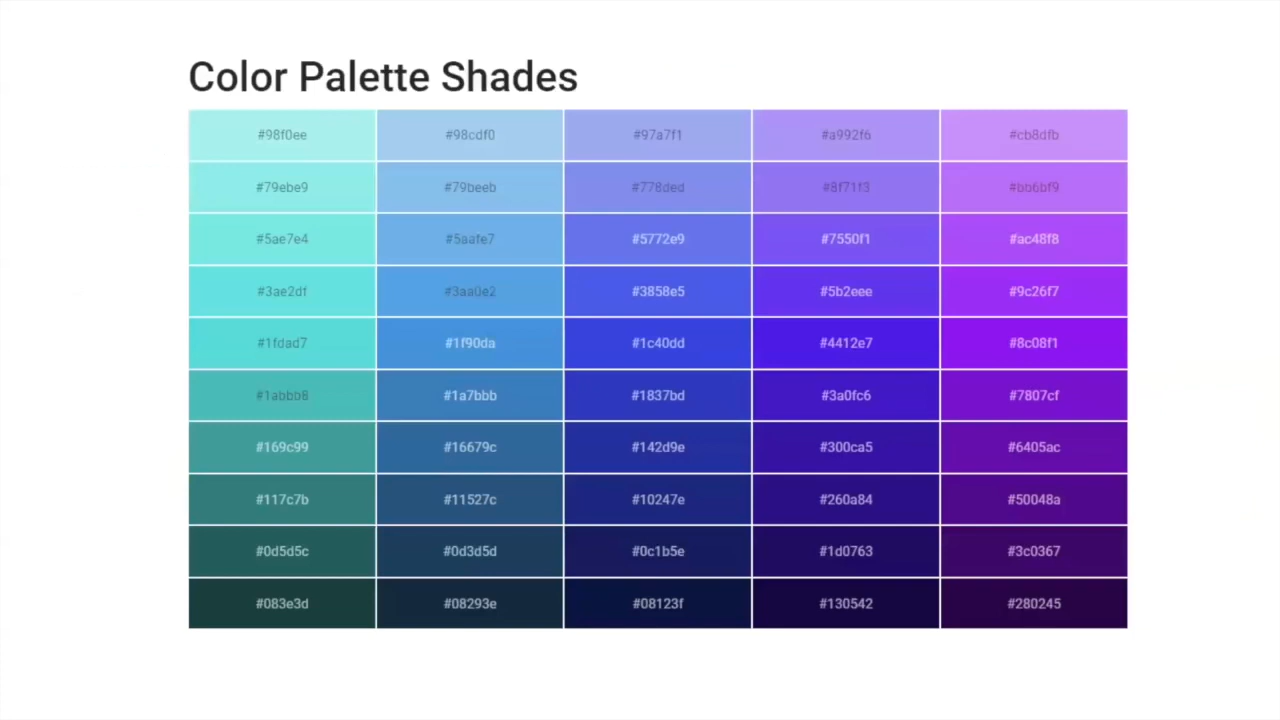 Color Palette Shades
#98f0ee #98cdf0 #97a7f1 #a992f6 #cb8dfb
#79ebe9 #79beeb #778ded #8f71f3 #bb6bf9
#5ae7e4 #5aafe7 #5772e9 #7550f1 #ac48f8
#3ae2df #3aa0e2 #3858e5 #5b2eee #9c26f7
#1fdad7 #1f90da #1c40dd #4412e7 #8c08f1
#1abbb8 #1a7bbb #1837bd #3a0fc6 #7807cf
#169c99 #16679c #142d9e #300ca5 #6405ac
#117c7b #11527c #10247e #260a84 #50048a
#0d5d5c #0d3d5d #0c1b5e #1d0763 #3c0367
#083e3d #08293e #08123f #130542 #280245